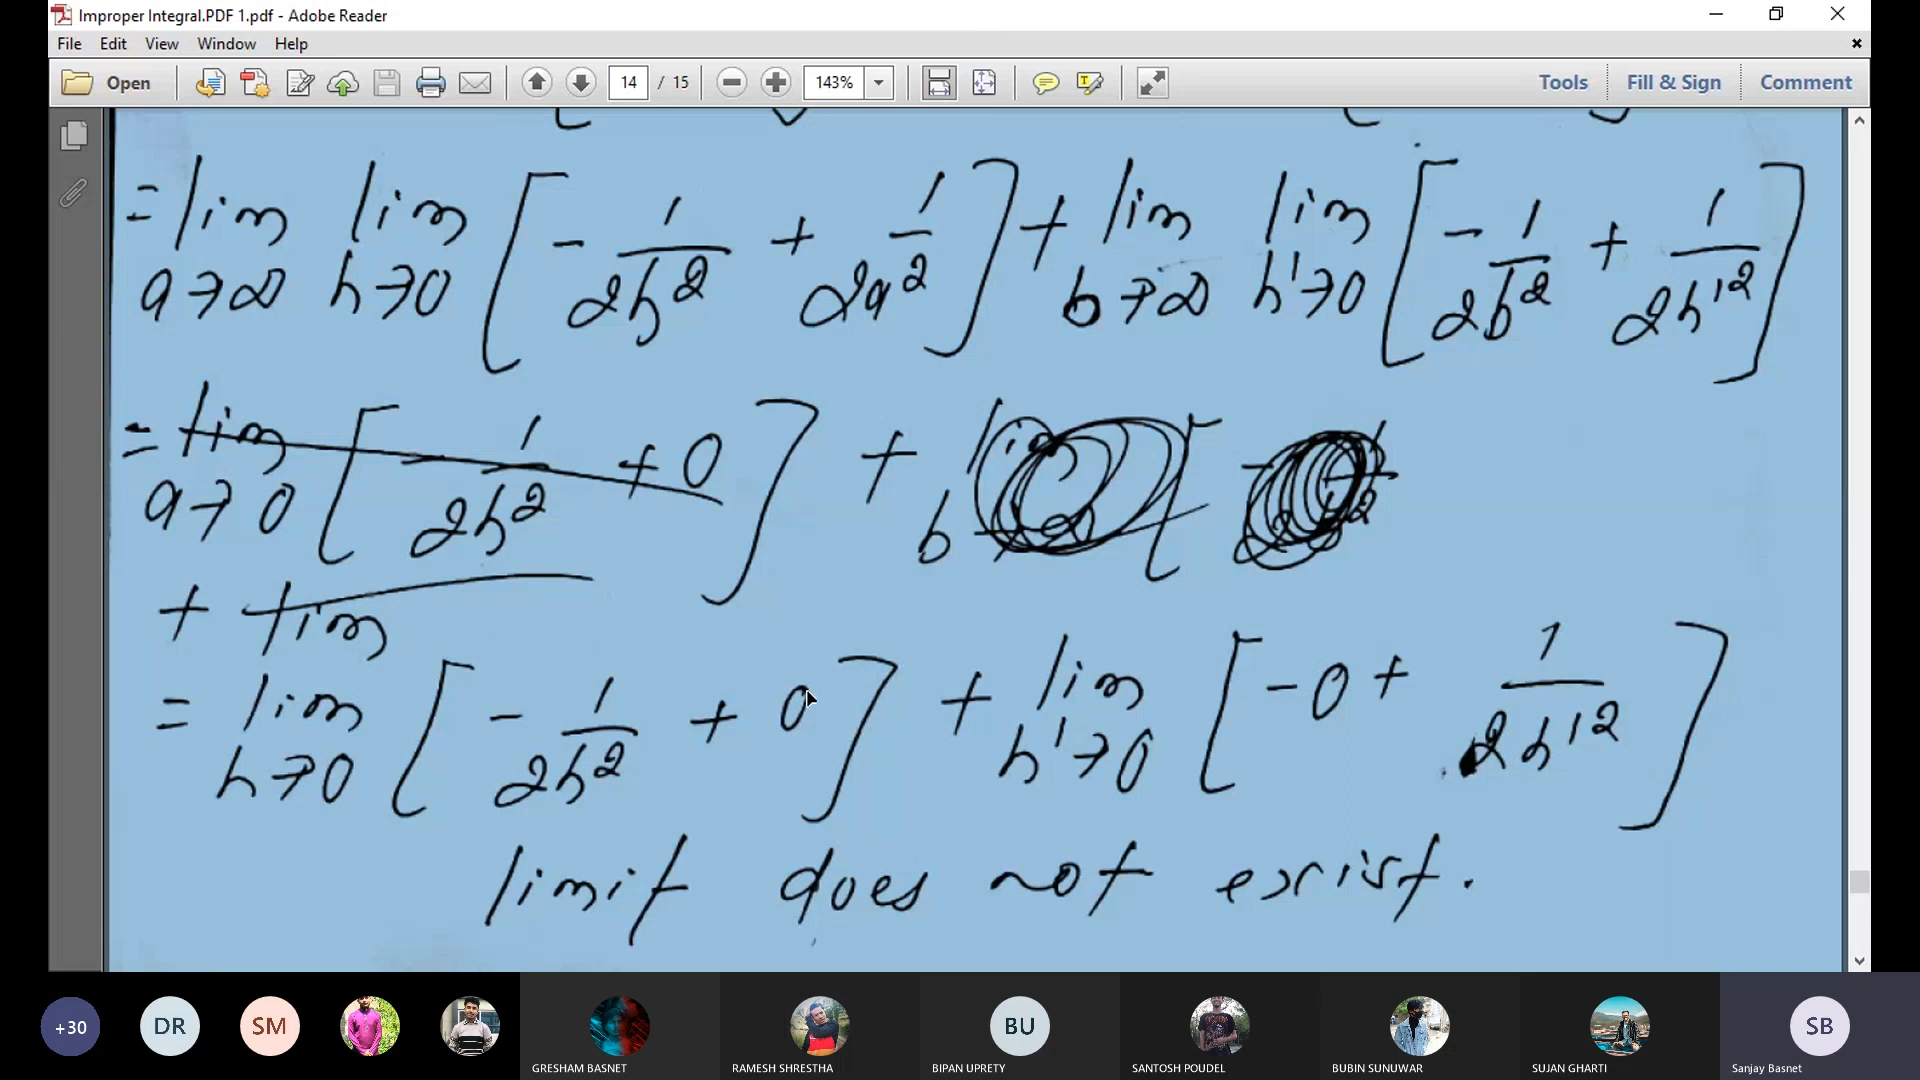 Improper Integral.PDF 1.pdf - Adobe Reader
File Edit View Window Help
Open 14 / 15 143% Tools Fill & Sign Comment
= lim a→∞ lim h→0 [ - 1/2h² + 1/2a² ] + lim b→∞ lim h'→0 [ - 1/2b² + 1/2h'² ]
= lim a→0 [ - 1/2h² + 0 ] + lim b
+ lim
= lim h→0 [ - 1/2h² + 0 ] + lim h'→0 [ -0 + 1/2h'² ]
limit does not exist.
+30 DR SM BU SB
GRESHAM BASNET RAMESH SHRESTHA BIPAN UPRETY SANTOSH POUDEL BUBIN SUNUWAR SUJAN GHARTI Sanjay Basnet